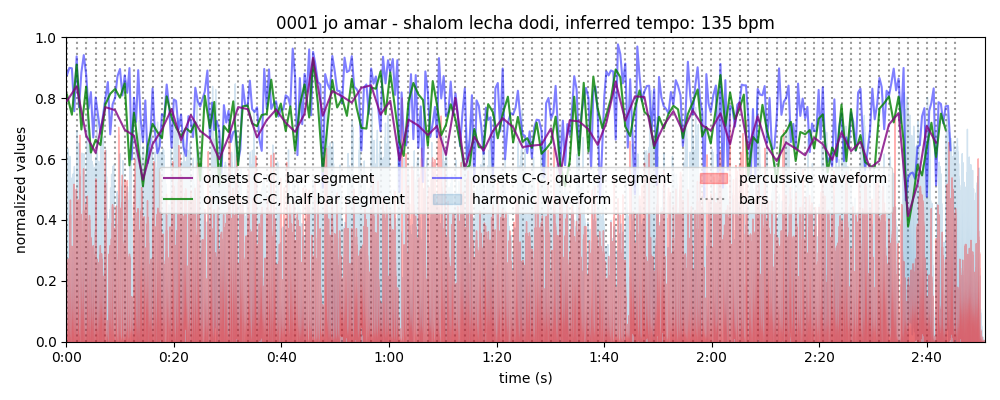 0001 jo amar - shalom lecha dodi, inferred tempo: 135 bpm
1.0
0.8
0.6
0.4
0.2
0.0
normalized values
onsets C-C, bar segment
onsets C-C, half bar segment
onsets C-C, quarter segment
harmonic waveform
percussive waveform
bars
0:00 0:20 0:40 1:00 1:20 1:40 2:00 2:20 2:40
time (s)